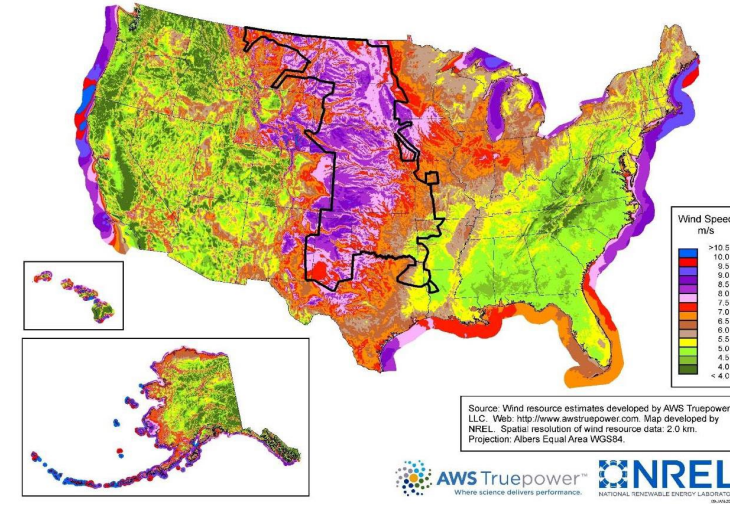 Wind Speed
m/s
>10.5
10.0
9.5
9.0
8.5
8.0
7.5
7.0
6.5
6.0
5.5
5.0
4.5
4.0
< 4.0
Source: Wind resource estimates developed by AWS Truepower,
LLC. Web: http://www.awstruepower.com. Map developed by
NREL. Spatial resolution of wind resource data: 2.0 km.
Projection: Albers Equal Area WGS84.
AWS Truepower™
Where science delivers performance.
NREL
NATIONAL RENEWABLE ENERGY LABORATO